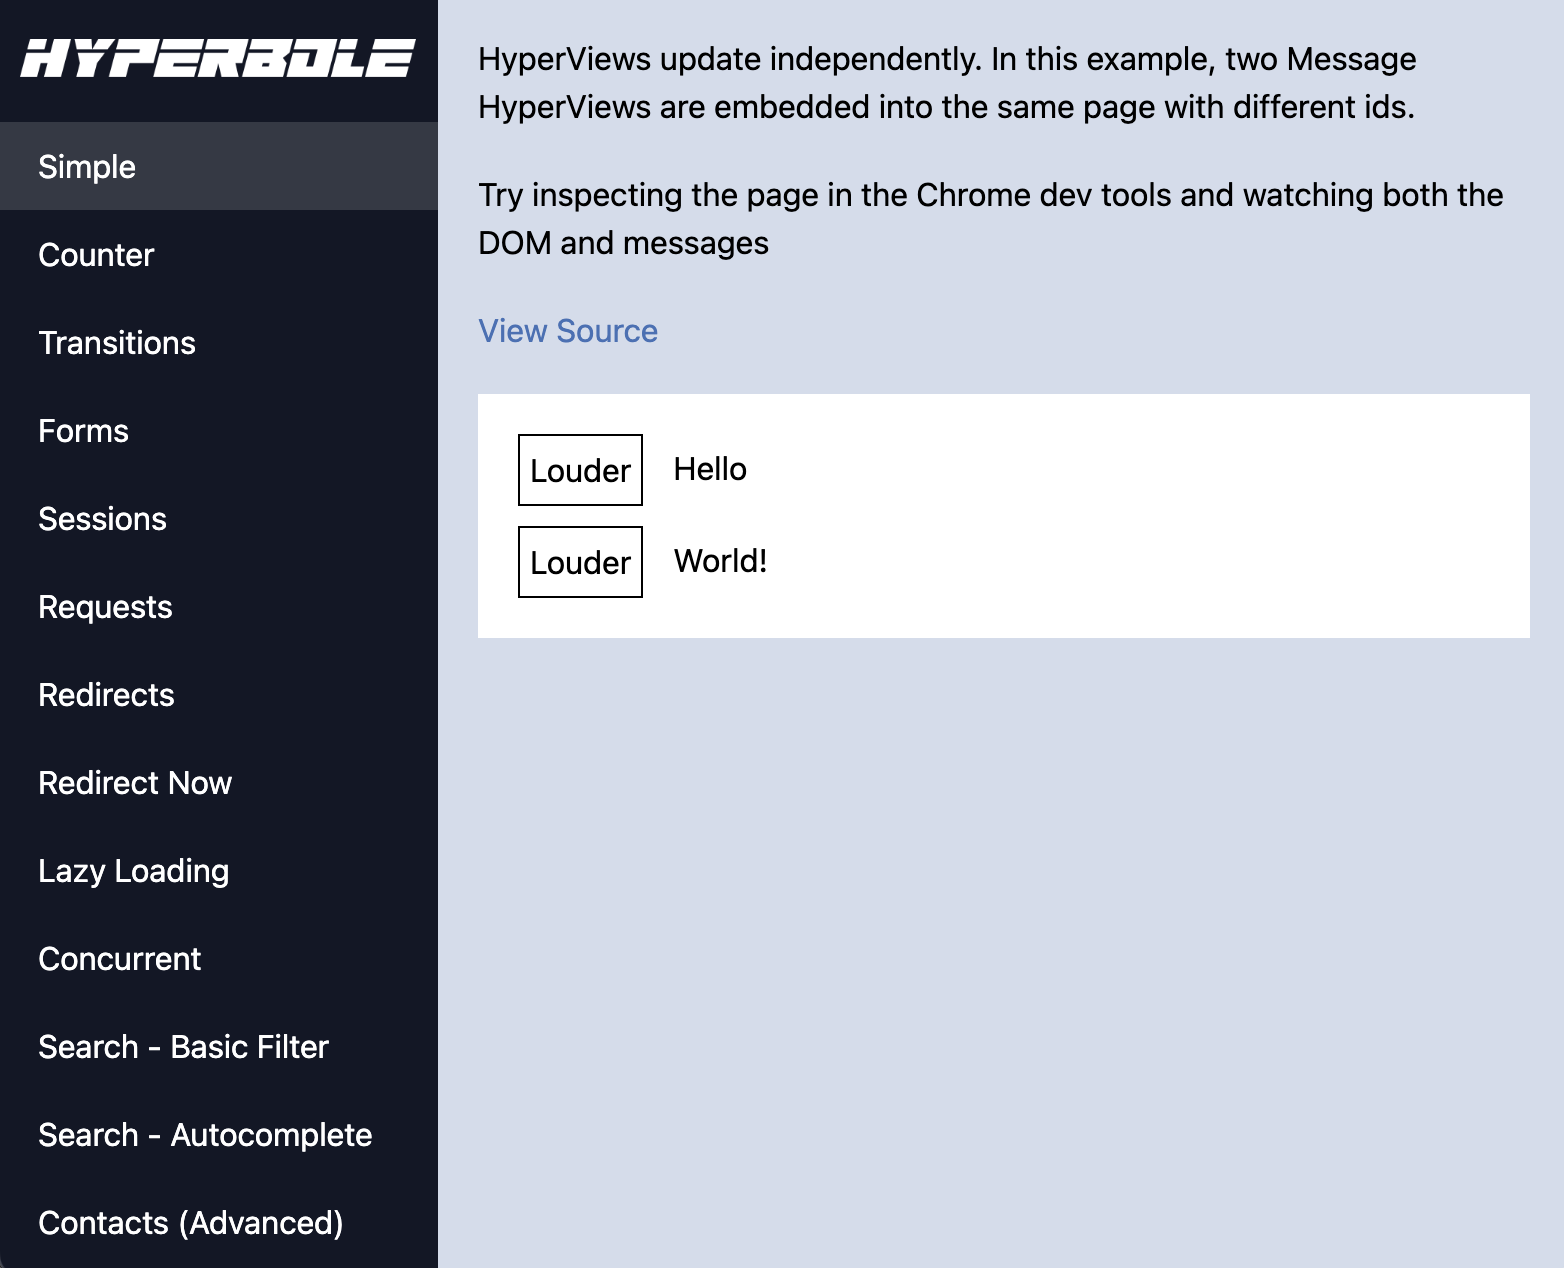 HYPERBOLE
Simple
Counter
Transitions
Forms
Sessions
Requests
Redirects
Redirect Now
Lazy Loading
Concurrent
Search - Basic Filter
Search - Autocomplete
Contacts (Advanced)
HyperViews update independently. In this example, two Message
HyperViews are embedded into the same page with different ids.
Try inspecting the page in the Chrome dev tools and watching both the
DOM and messages
View Source
Louder Hello
Louder World!